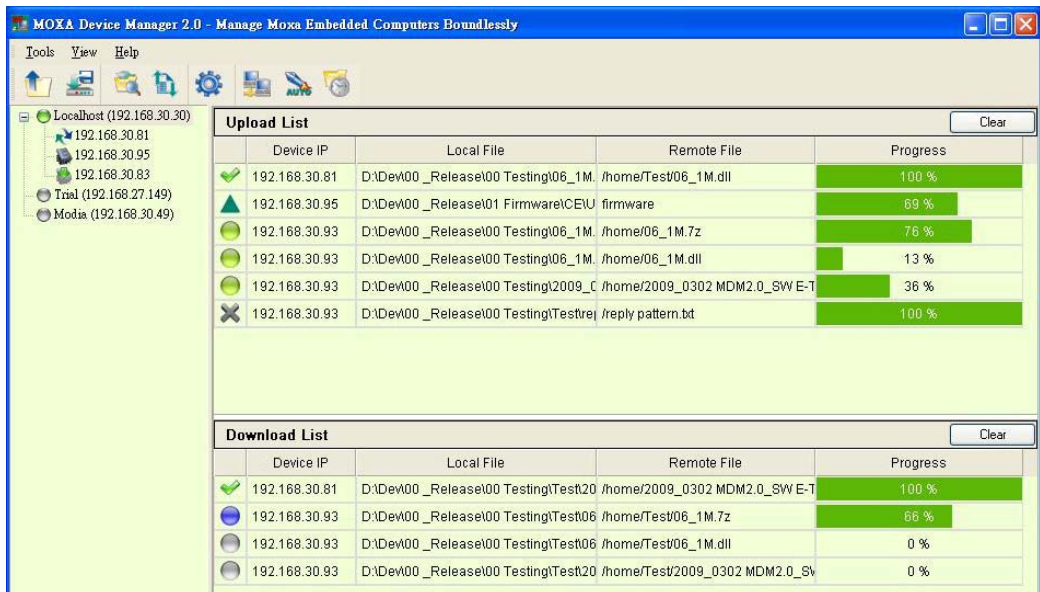 MOXA Device Manager 2.0 - Manage Moxa Embedded Computers Boundlessly
Tools View Help
AUTO
Localhost (192.168.30.30)
192.168.30.81
192.168.30.95
192.168.30.83
Trial (192.168.27.149)
Modia (192.168.30.49)
Upload List Clear
Device IP Local File Remote File Progress
192.168.30.81 D:\Dev\00 _Release\00 Testing\06_1M. /home/Test/06_1M.dll 100 %
192.168.30.95 D:\Dev\00 _Release\01 Firmware\CE\U firmware 69 %
192.168.30.93 D:\Dev\00 _Release\00 Testing\06_1M. /home/06_1M.7z 76 %
192.168.30.93 D:\Dev\00 _Release\00 Testing\06_1M. /home/06_1M.dll 13 %
192.168.30.93 D:\Dev\00 _Release\00 Testing\2009_0 /home/2009_0302 MDM2.0_SW E-T 36 %
192.168.30.93 D:\Dev\00 _Release\00 Testing\Test\rep /reply pattern.txt 100 %
Download List Clear
Device IP Local File Remote File Progress
192.168.30.81 D:\Dev\00 _Release\00 Testing\Test\20 /home/2009_0302 MDM2.0_SW E-T 100 %
192.168.30.93 D:\Dev\00 _Release\00 Testing\Test\06 /home/Test/06_1M.7z 66 %
192.168.30.93 D:\Dev\00 _Release\00 Testing\Test\06 /home/Test/06_1M.dll 0 %
192.168.30.93 D:\Dev\00 _Release\00 Testing\Test\20 /home/Test/2009_0302 MDM2.0_SW 0 %